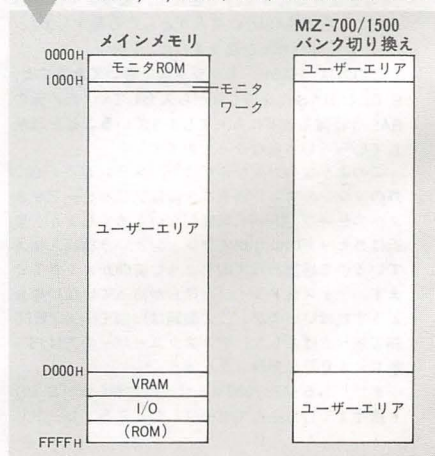 メインメモリ
MZ-700/1500
バンク切り換え
0000H
モニタROM
ユーザーエリア
1000H
モニタ
ワーク
ユーザーエリア
D000H
VRAM
I/O
(ROM)
ユーザーエリア
FFFFH